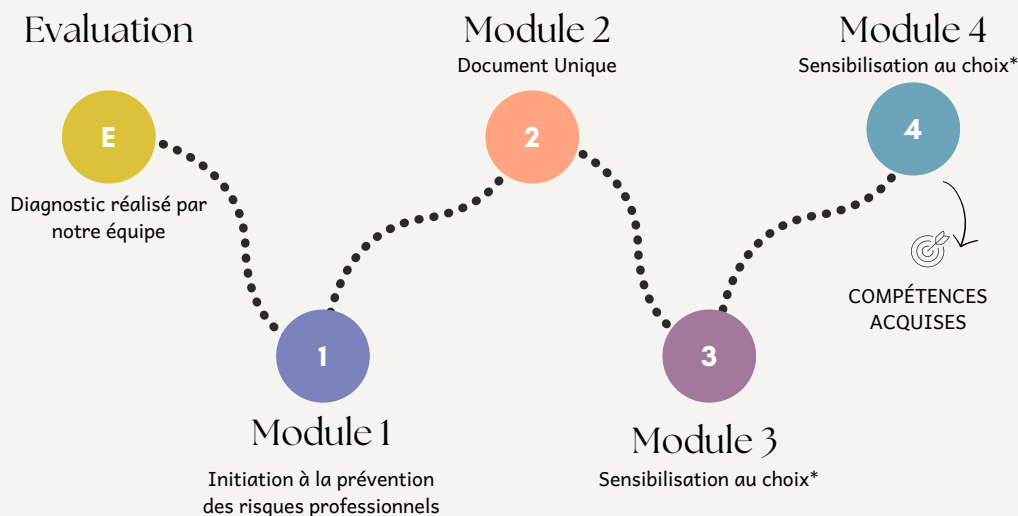 Evaluation
E
Diagnostic réalisé par
notre équipe
1
Module 1
Initiation à la prévention
des risques professionnels
Module 2
Document Unique
2
3
Module 3
Sensibilisation au choix*
Module 4
Sensibilisation au choix*
4
COMPÉTENCES
ACQUISES